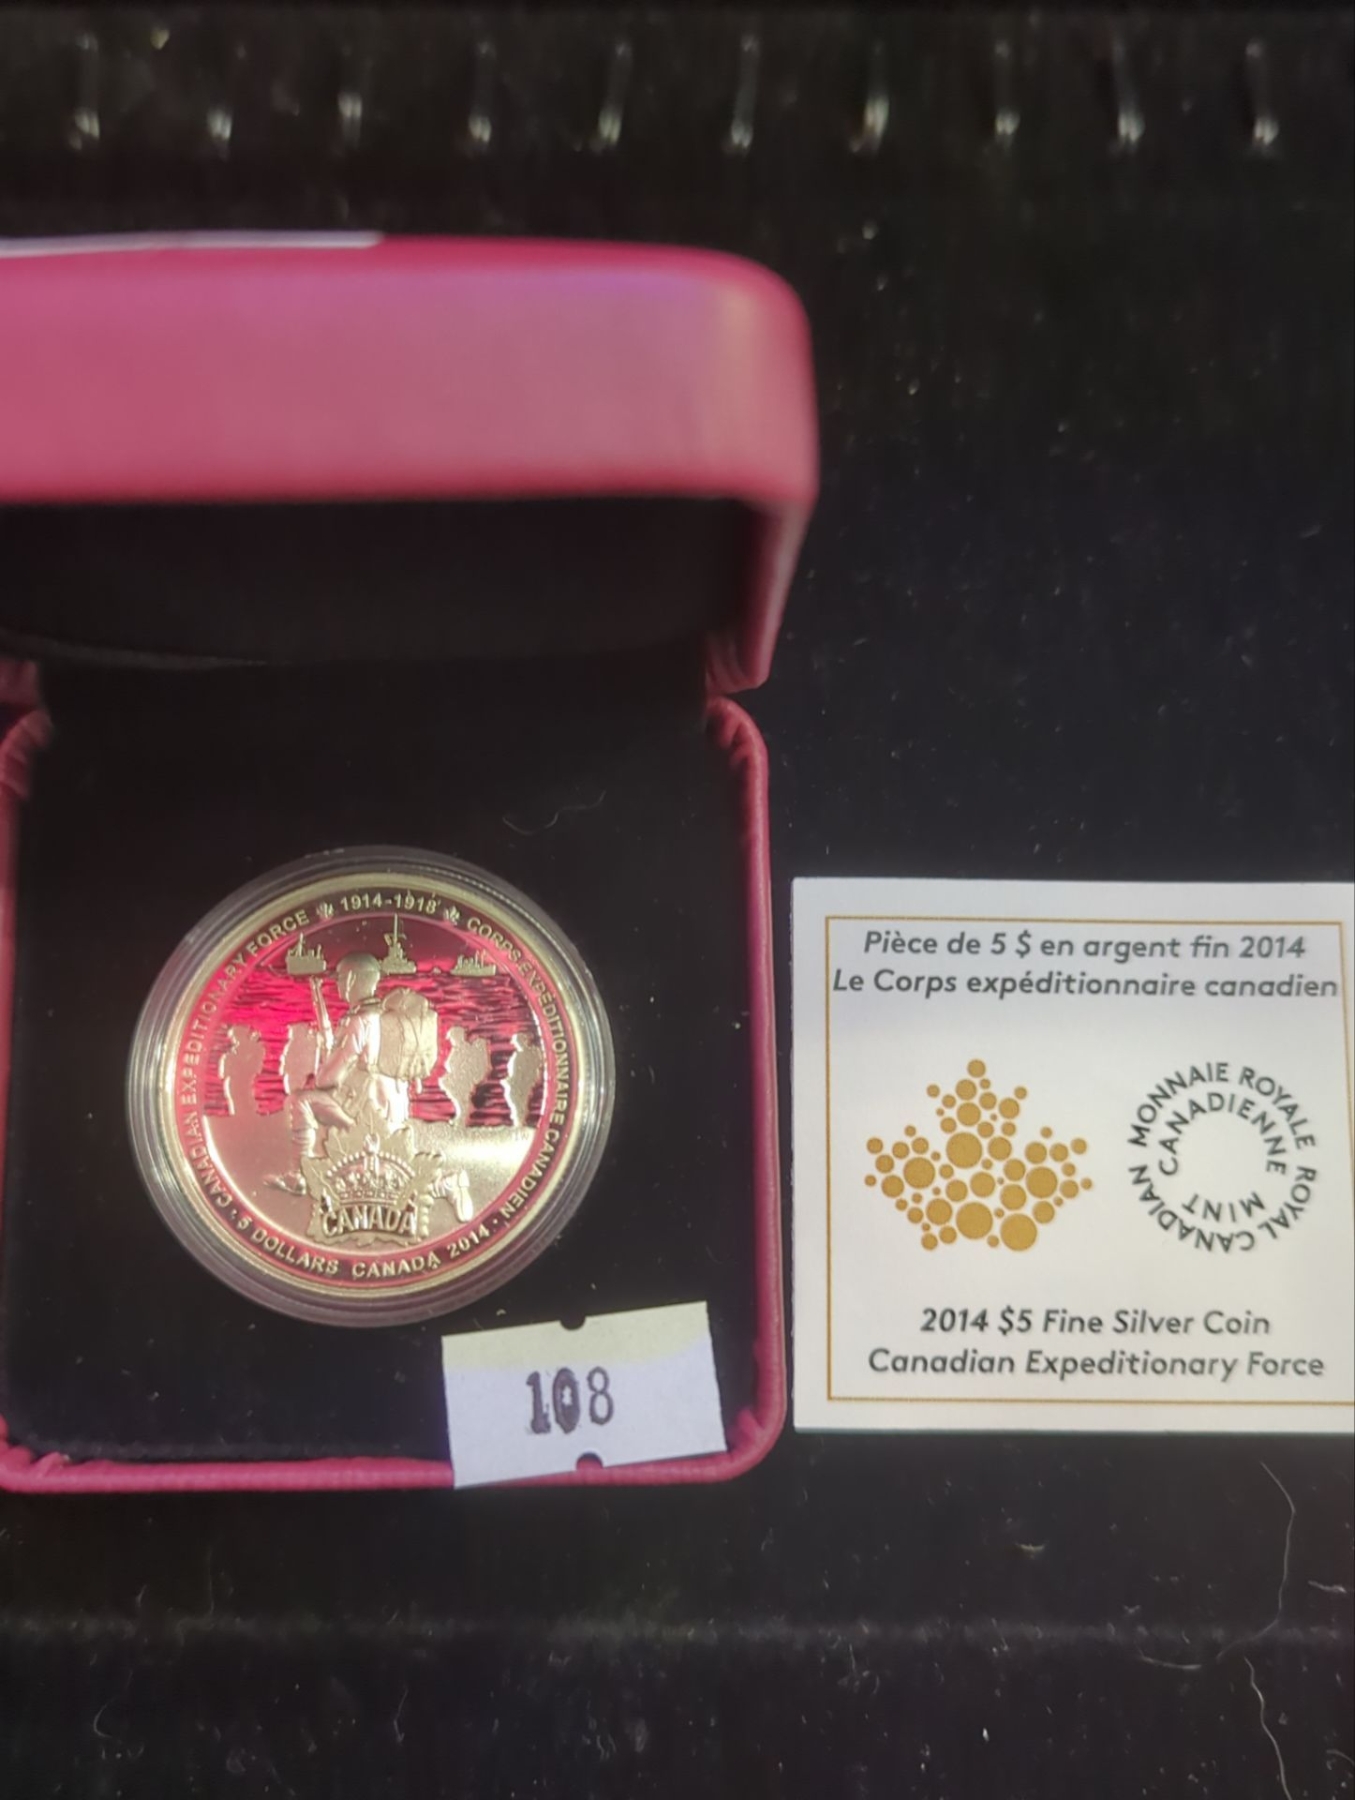 CANADIAN EXPEDITIONARY FORCE 1914-1918 CORPS EXPÉDITIONNAIRE CANADIEN
CANADA
5 DOLLARS CANADA 2014
108
Pièce de 5 $ en argent fin 2014
Le Corps expéditionnaire canadien
MONNAIE ROYALE CANADIENNE
ROYAL CANADIAN MINT
2014 $5 Fine Silver Coin
Canadian Expeditionary Force